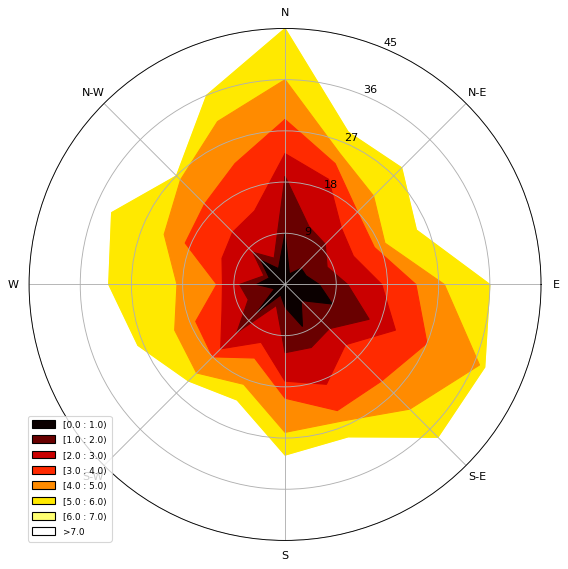 N
45
N-W
36
N-E
27
18
9
W
E
[0.0 : 1.0)
[1.0 : 2.0)
[2.0 : 3.0)
[3.0 : 4.0)
[4.0 : 5.0)
[5.0 : 6.0)
[6.0 : 7.0)
>7.0
S-W
S-E
S